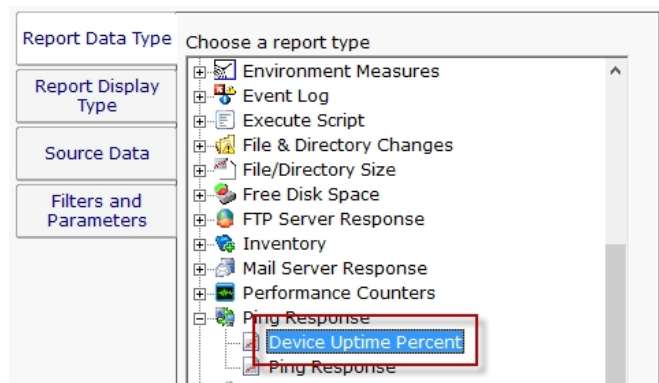 Report Data Type
Choose a report type
Report Display
Type
Source Data
Filters and
Parameters
Environment Measures
Event Log
Execute Script
File & Directory Changes
File/Directory Size
Free Disk Space
FTP Server Response
Inventory
Mail Server Response
Performance Counters
Ping Response
Device Uptime Percent
Ping Response